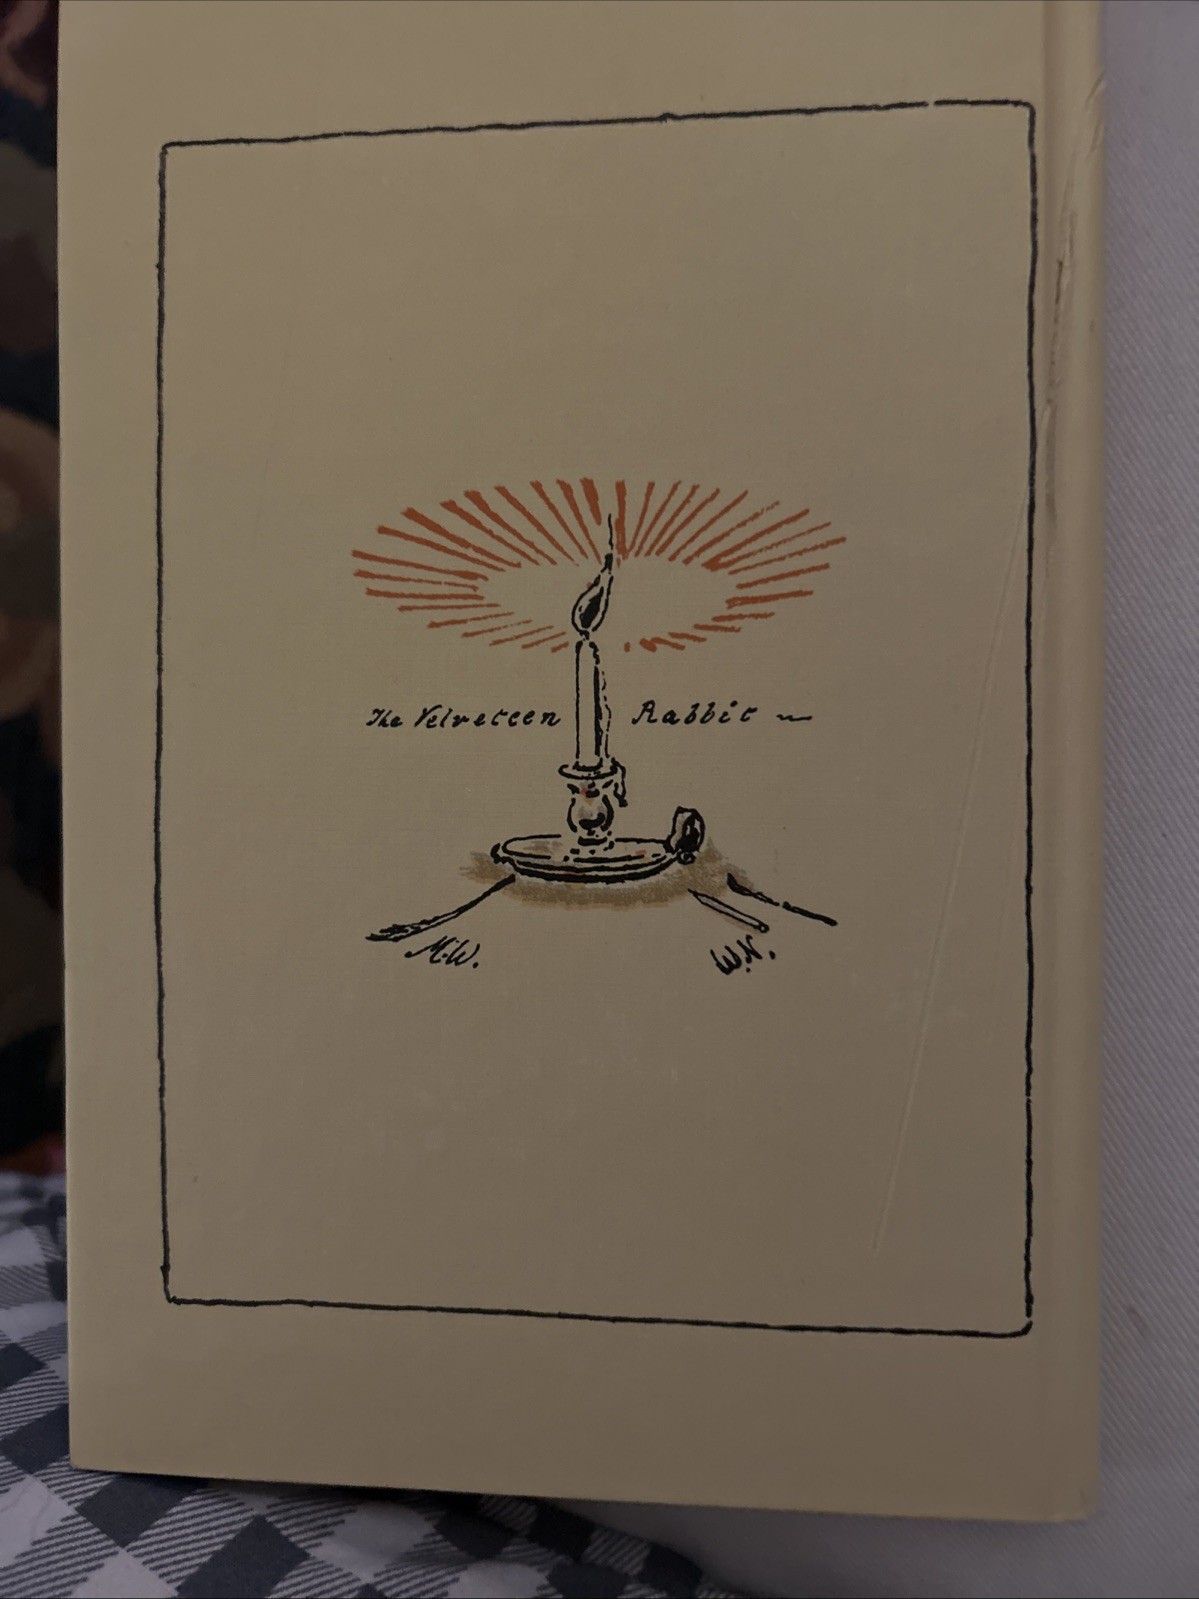 The Velveteen Rabbit
M.W. W.N.